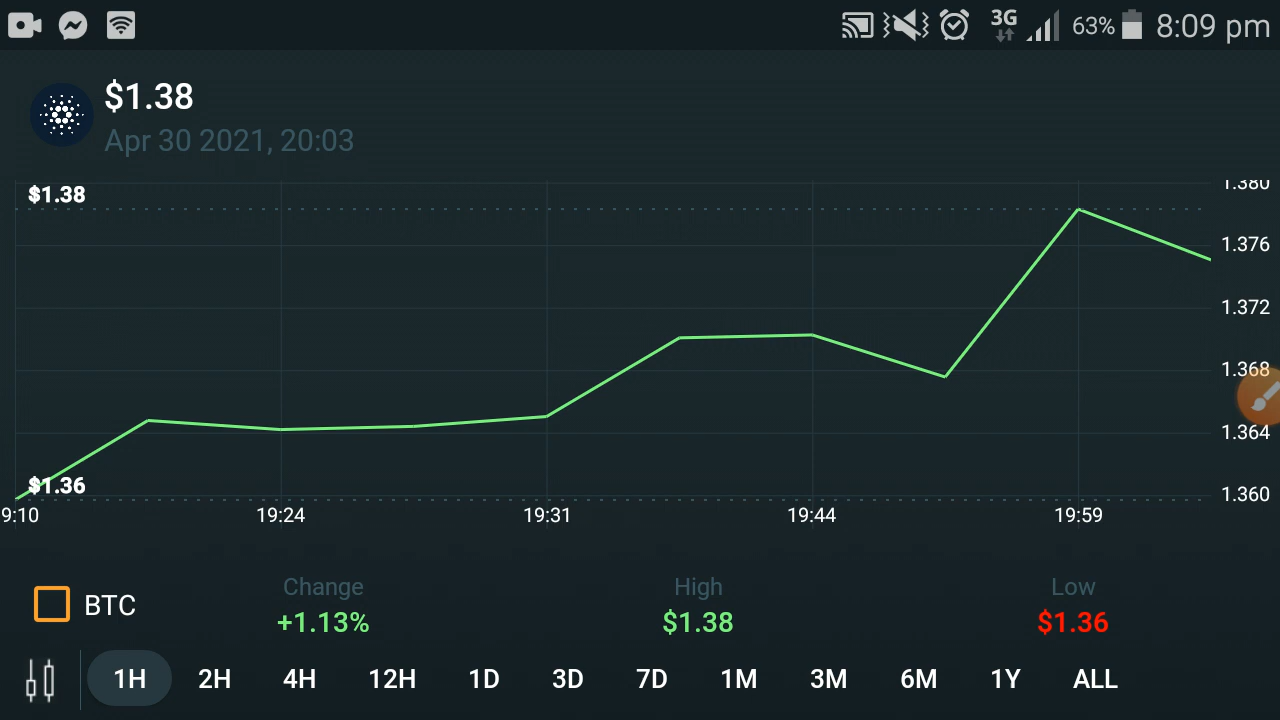 3G 63% 8:09 pm
$1.38
Apr 30 2021, 20:03
$1.38
1.380
1.376
1.372
1.368
1.364
$1.36
1.360
9:10 19:24 19:31 19:44 19:59
Change High Low
BTC +1.13% $1.38 $1.36
1H 2H 4H 12H 1D 3D 7D 1M 3M 6M 1Y ALL